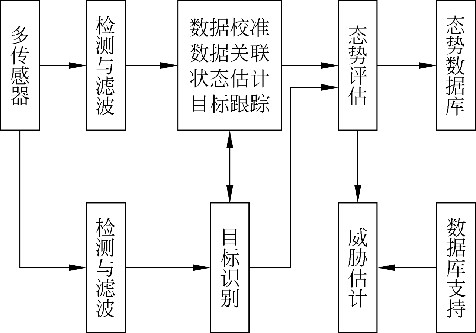 多传感器
检测与滤波
数据校准
数据关联
状态估计
目标跟踪
态势评估
态势数据库
检测与滤波
目标识别
威胁估计
数据库支持